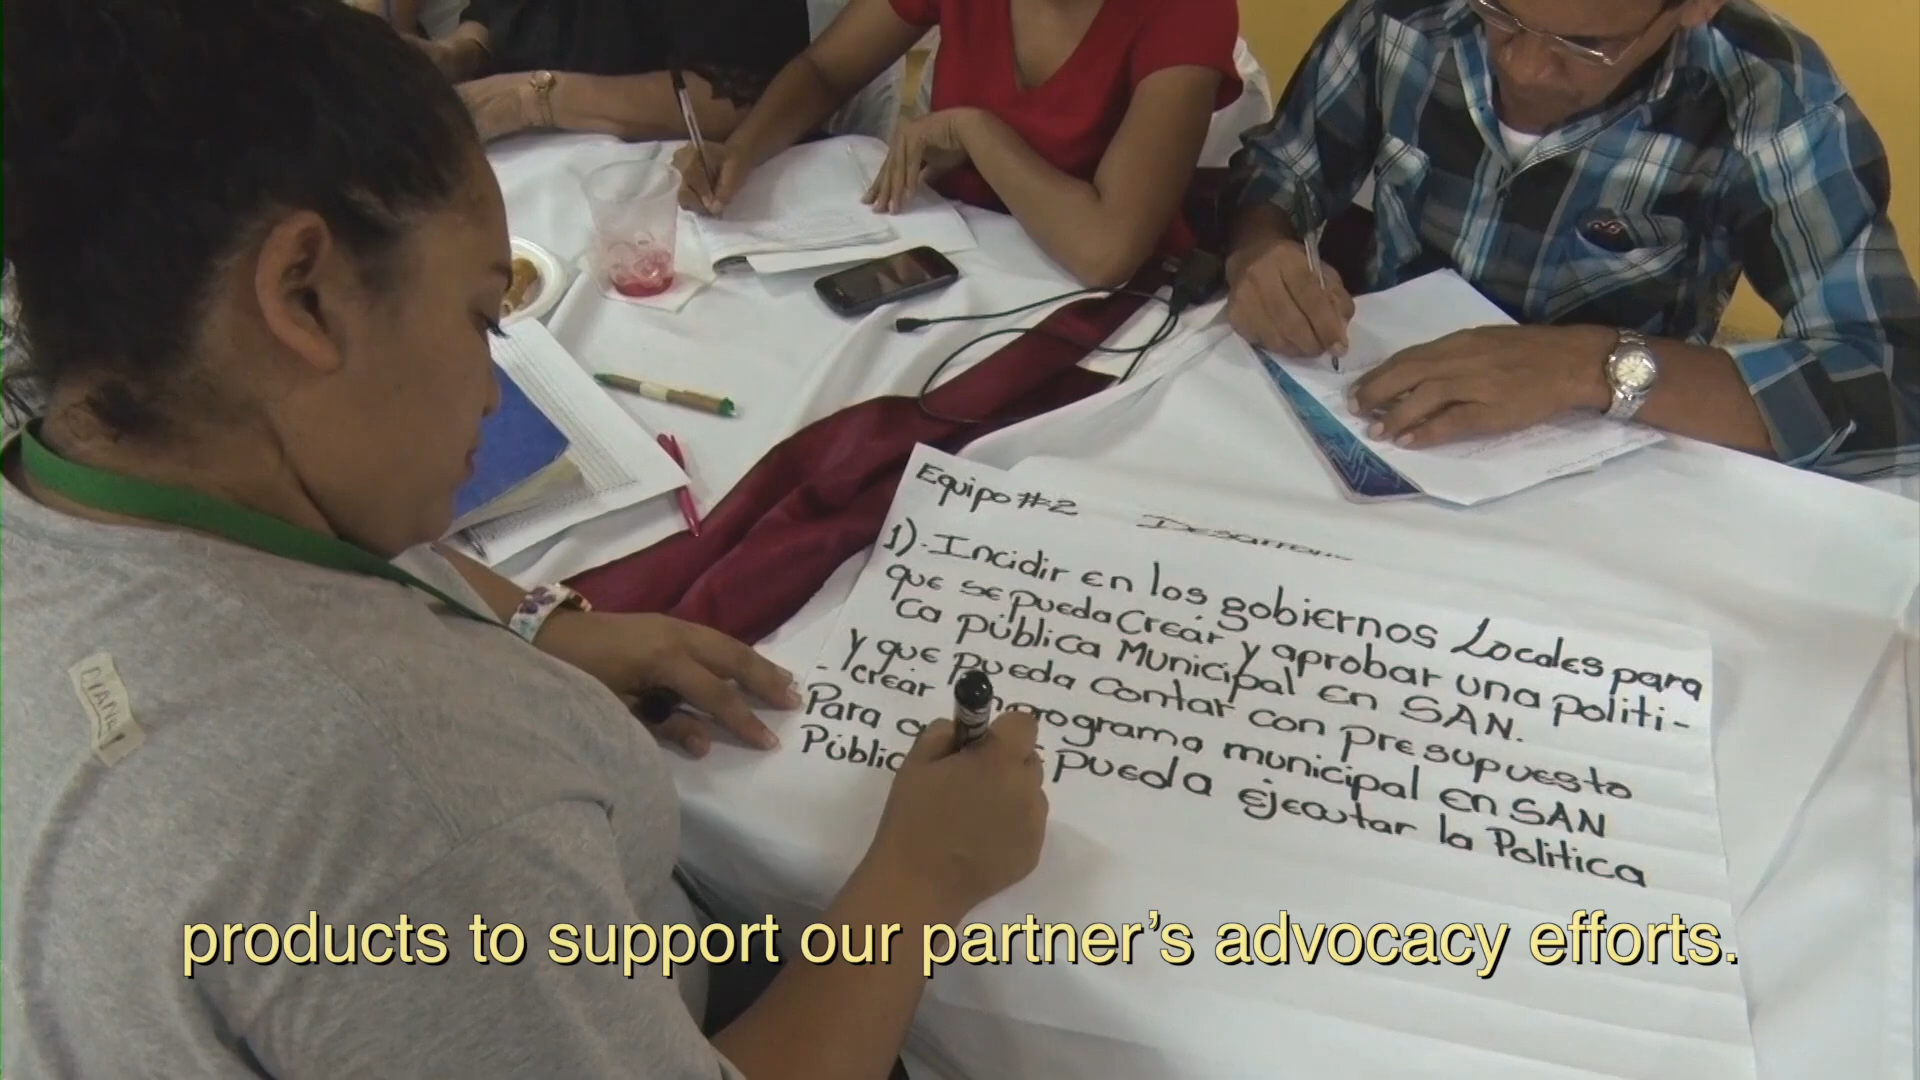 Equipo #2
1).-Incidir en los gobiernos Locales para
que se pueda Crear y aprobar una politi-
ca pública Municipal en SAN.
y que pueda contar con presupuesto
- crear programa municipal en SAN
Para pueda ejecutar la Politica
products to support our partner's advocacy efforts.